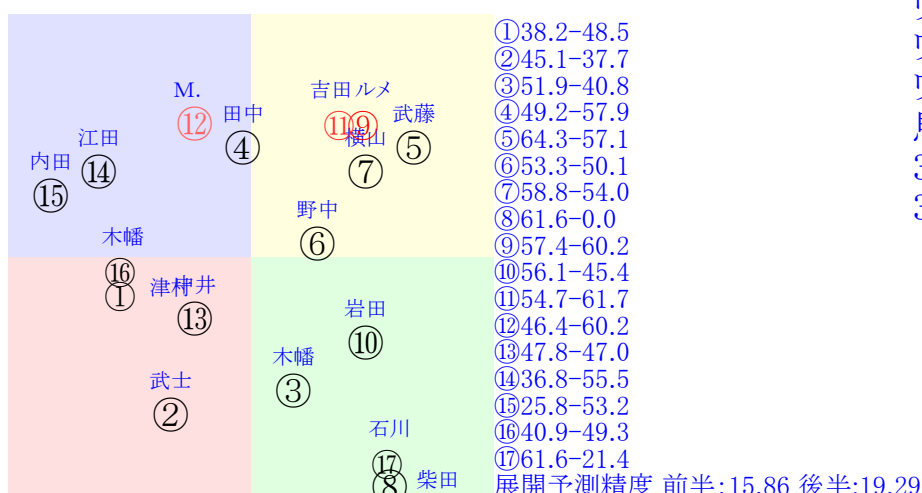 M.
吉田ルメ
田中
武藤
⑫
⑪⑨
横山
江田
④
⑤
内田
⑭
⑦
⑮
野中
木幡
⑥
⑯
①
津村
中井
⑬
岩田
⑩
木幡
③
武士
②
石川
⑰
⑧
柴田
①38.2-48.5
②45.1-37.7
③51.9-40.8
④49.2-57.9
⑤64.3-57.1
⑥53.3-50.1
⑦58.8-54.0
⑧61.6-0.0
⑨57.4-60.2
⑩56.1-45.4
⑪54.7-61.7
⑫46.4-60.2
⑬47.8-47.0
⑭36.8-55.5
⑮25.8-53.2
⑯40.9-49.3
⑰61.6-21.4
展開予測精度 前半:15.86 後半:19.29